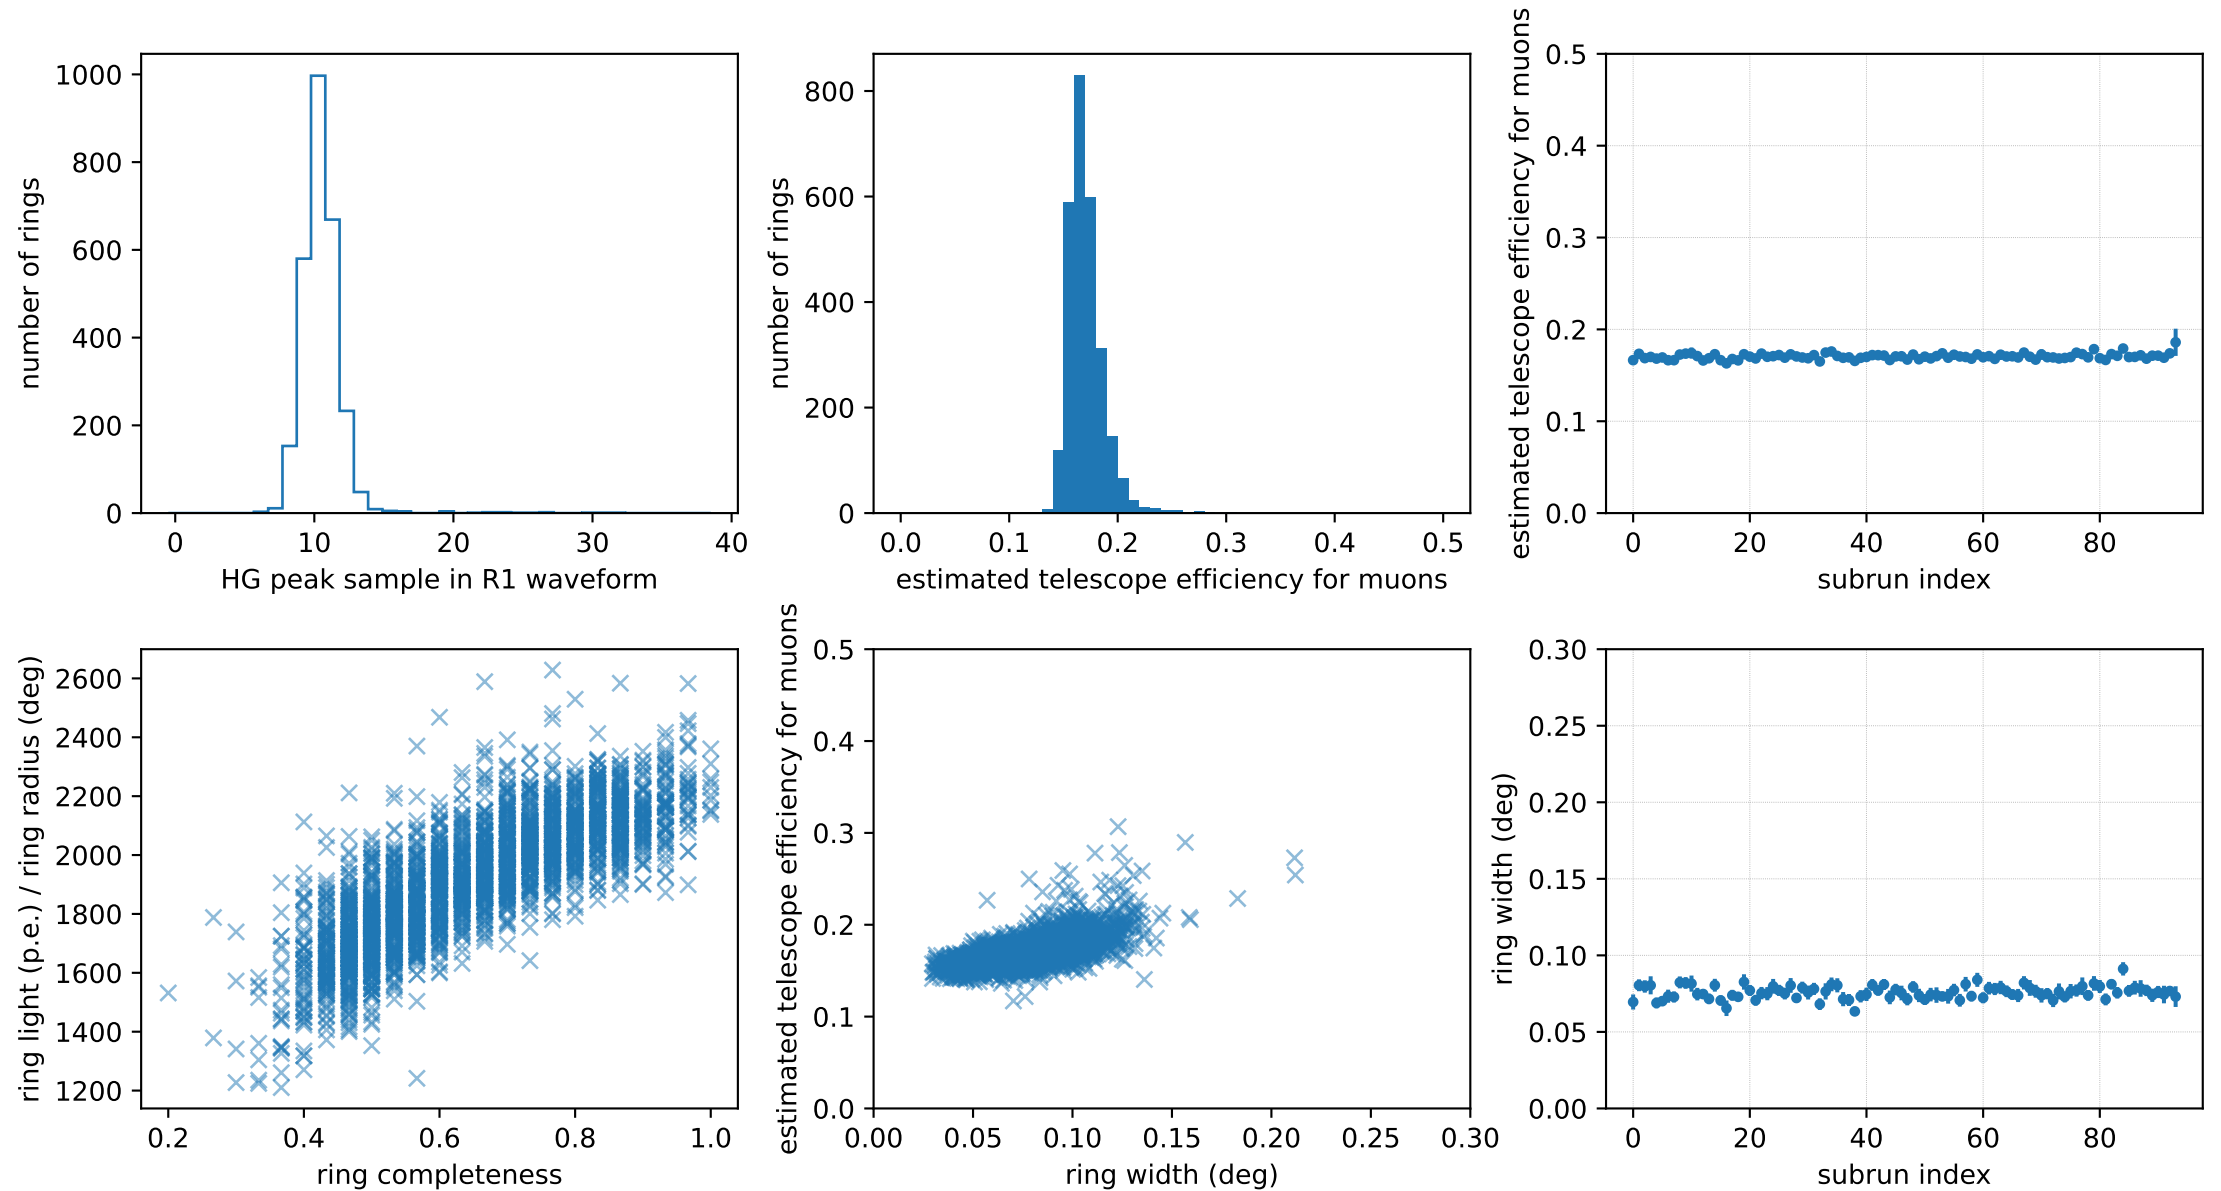 number of rings
1000
800
600
400
200
0
0 10 20 30 40
HG peak sample in R1 waveform
number of rings
800
600
400
200
0
0.0 0.1 0.2 0.3 0.4 0.5
estimated telescope efficiency for muons
estimated telescope efficiency for muons
0.5
0.4
0.3
0.2
0.1
0.0
0 20 40 60 80
subrun index
ring light (p.e.) / ring radius (deg)
2600
2400
2200
2000
1800
1600
1400
1200
0.2 0.4 0.6 0.8 1.0
ring completeness
estimated telescope efficiency for muons
0.5
0.4
0.3
0.2
0.1
0.0
0.00 0.05 0.10 0.15 0.20 0.25 0.30
ring width (deg)
ring width (deg)
0.30
0.25
0.20
0.15
0.10
0.05
0.00
0 20 40 60 80
subrun index